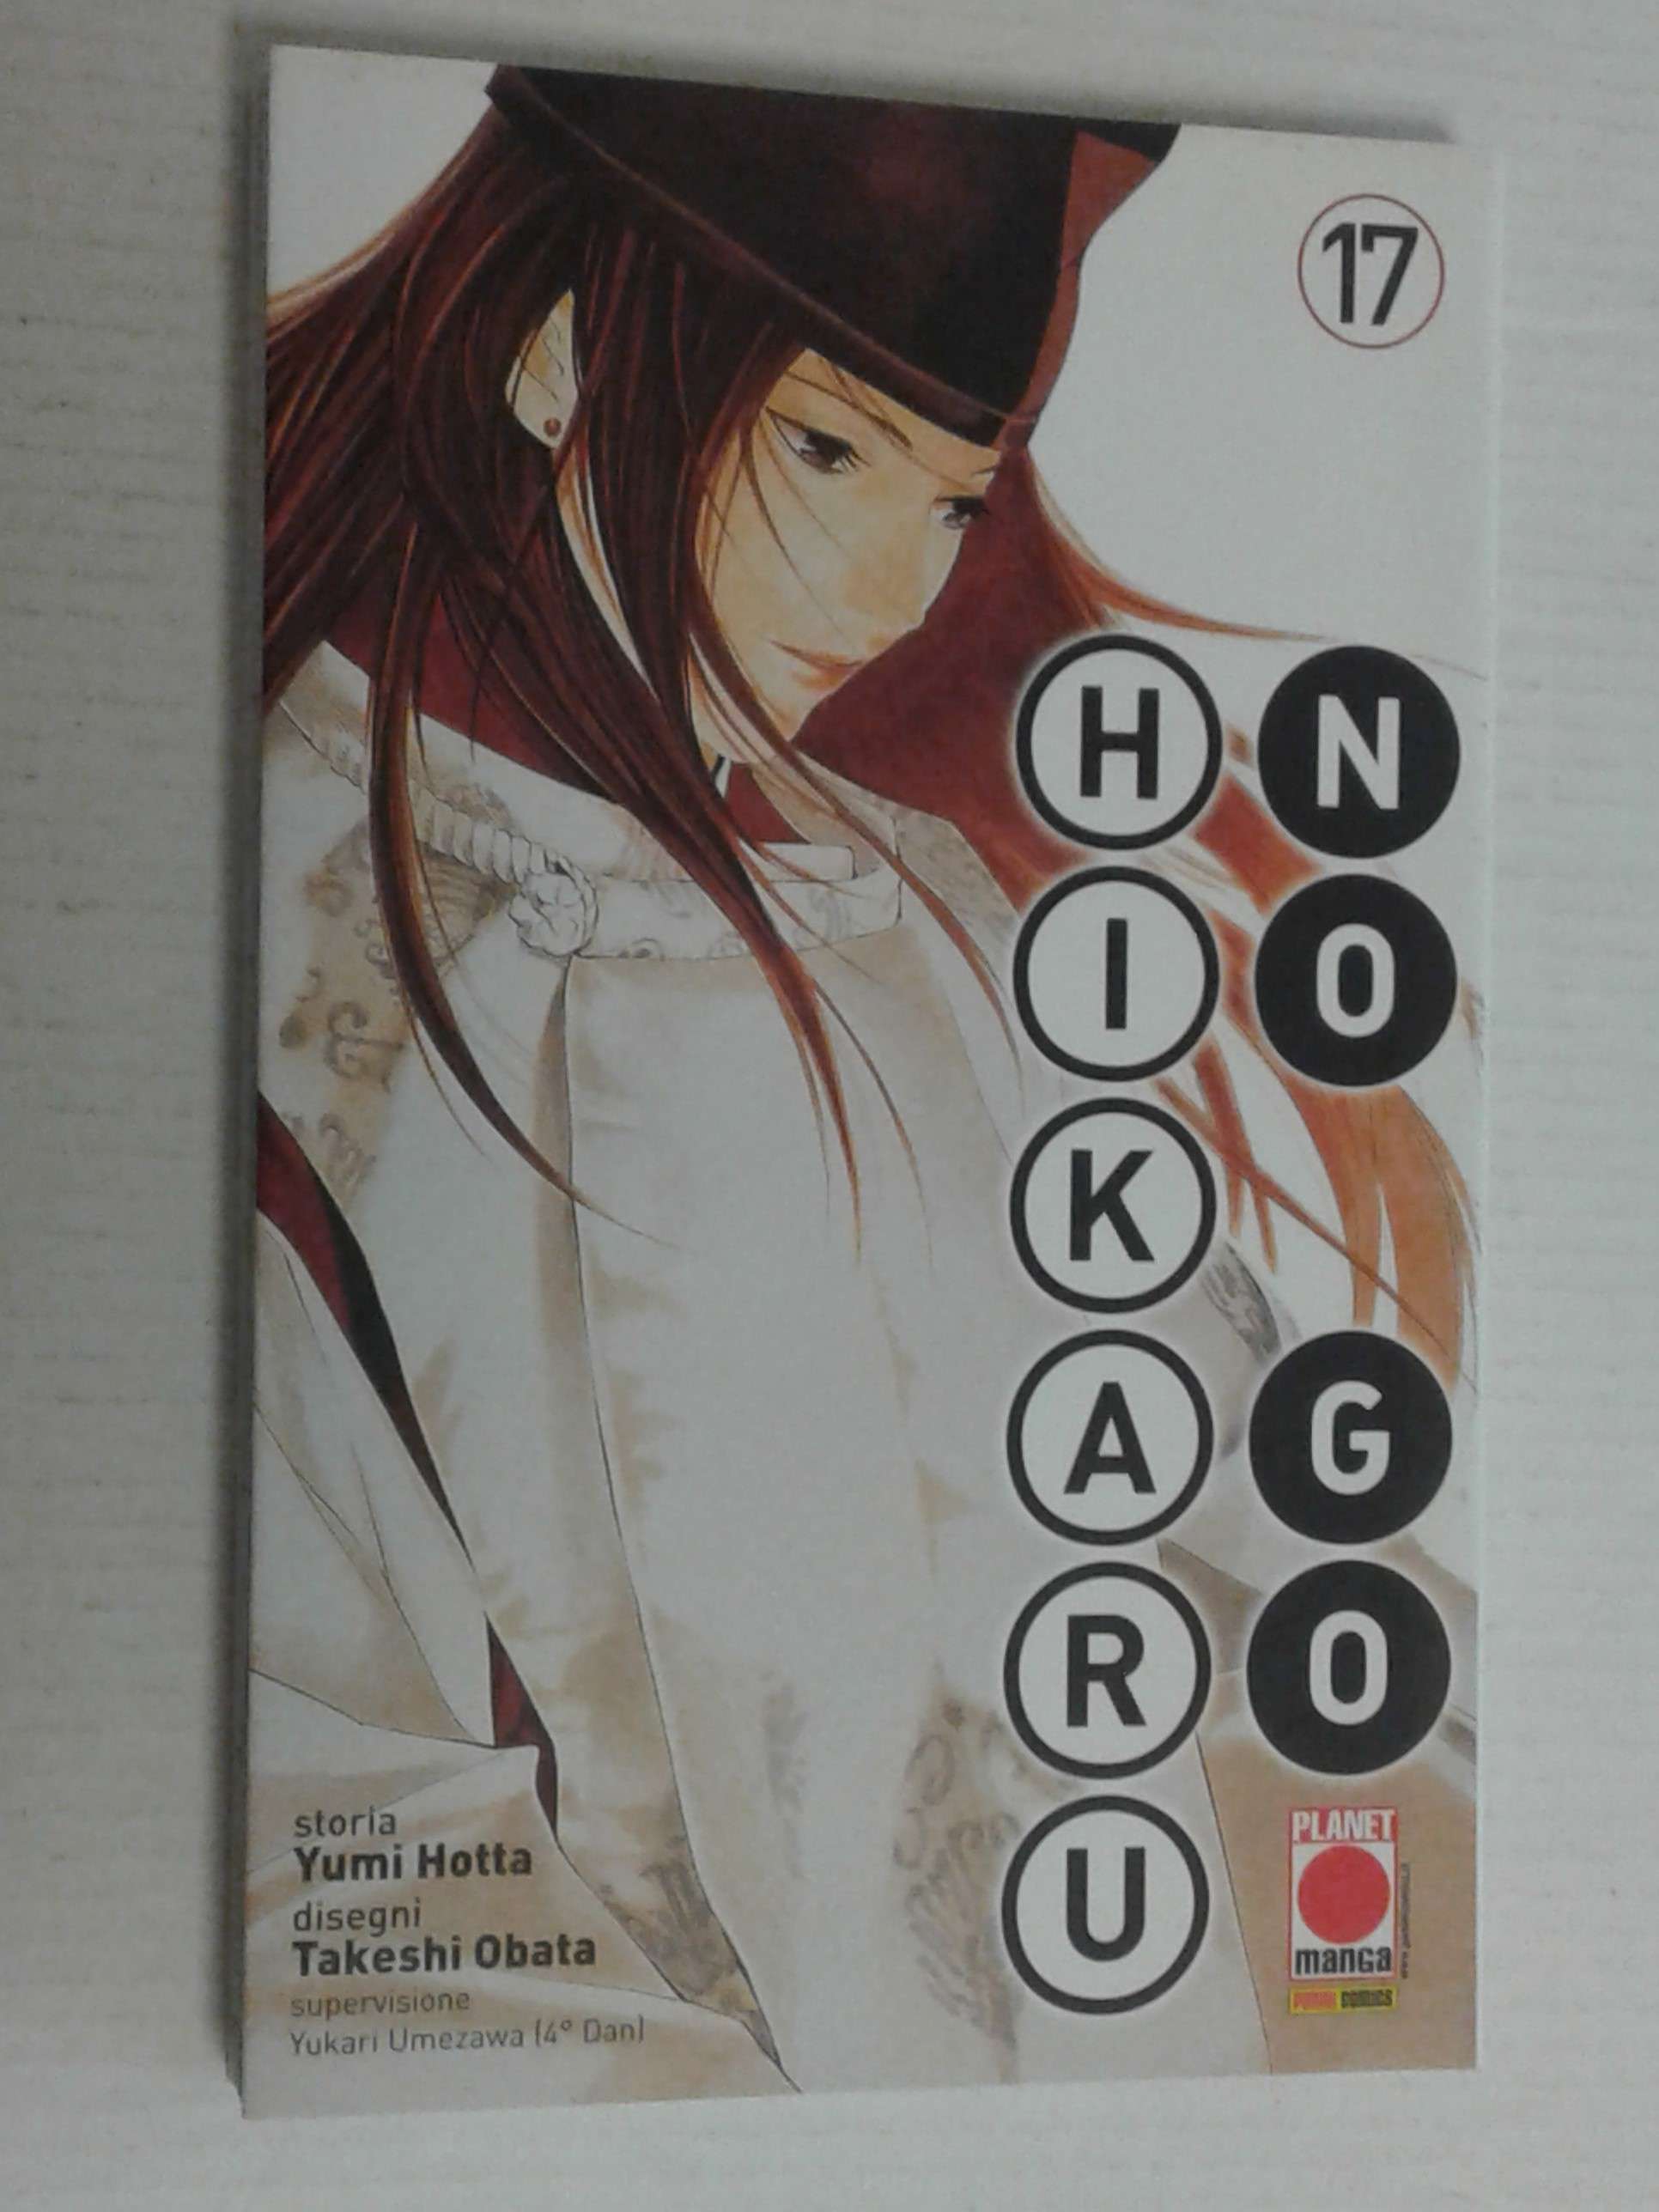 17
HIKARU
NO
GO
storia
Yumi Hotta
disegni
Takeshi Obata
supervisione
Yukari Umezawa (4° Dan)
PLANET
manga
PANINI COMICS